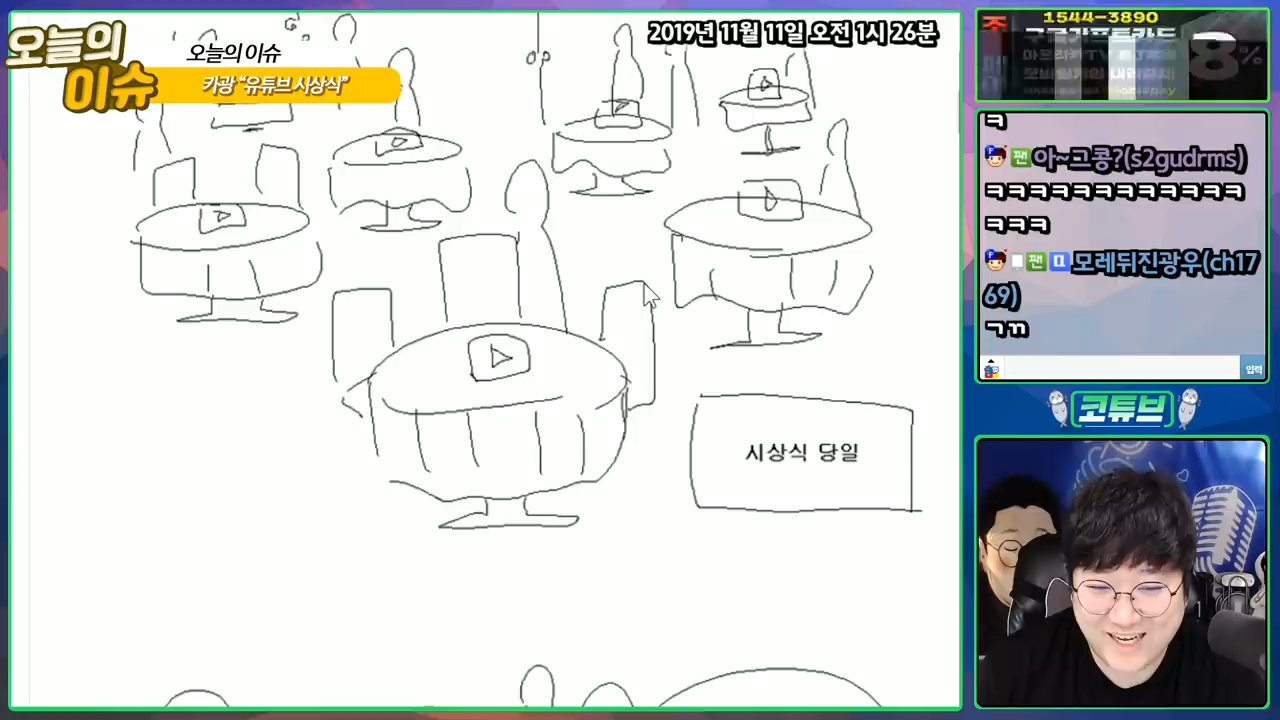 오늘의
이슈
오늘의 이슈
카광 "유튜브 시상식"
2019년 11월 11일 오전 1시 26분
시상식 당일
1544-3890
8%
ㅋ
팬 아~그콩?(s2gudrms)
ㅋㅋㅋㅋㅋㅋㅋㅋㅋㅋㅋㅋ
ㅋㅋㅋ
팬 모레뒤진광우(ch17
69)
ㄱㄲ
입력
코튜브